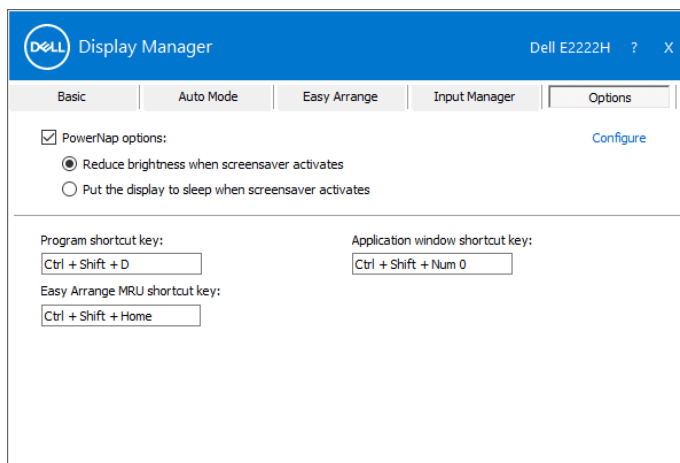 DELL Display Manager Dell E2222H ? X
Basic Auto Mode Easy Arrange Input Manager Options
PowerNap options: Configure
Reduce brightness when screensaver activates
Put the display to sleep when screensaver activates
Program shortcut key: Application window shortcut key:
Ctrl + Shift + D Ctrl + Shift + Num 0
Easy Arrange MRU shortcut key:
Ctrl + Shift + Home